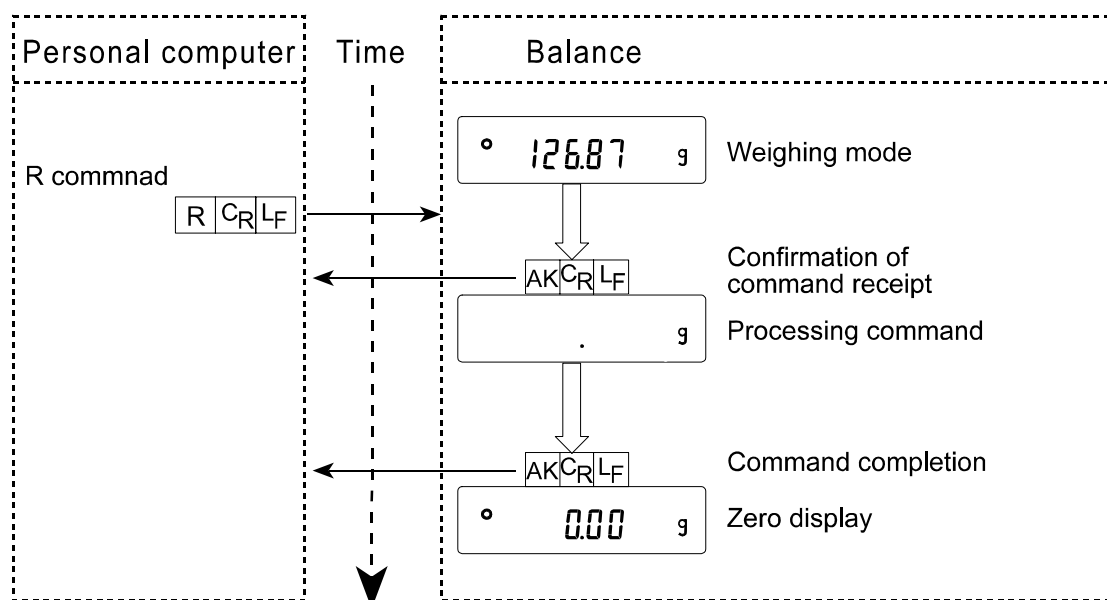 Personal computer
Time
Balance
126.87 g
Weighing mode
R commnad
R CR LF
AK CR LF
Confirmation of
command receipt
. g
Processing command
AK CR LF
Command completion
0.00 g
Zero display